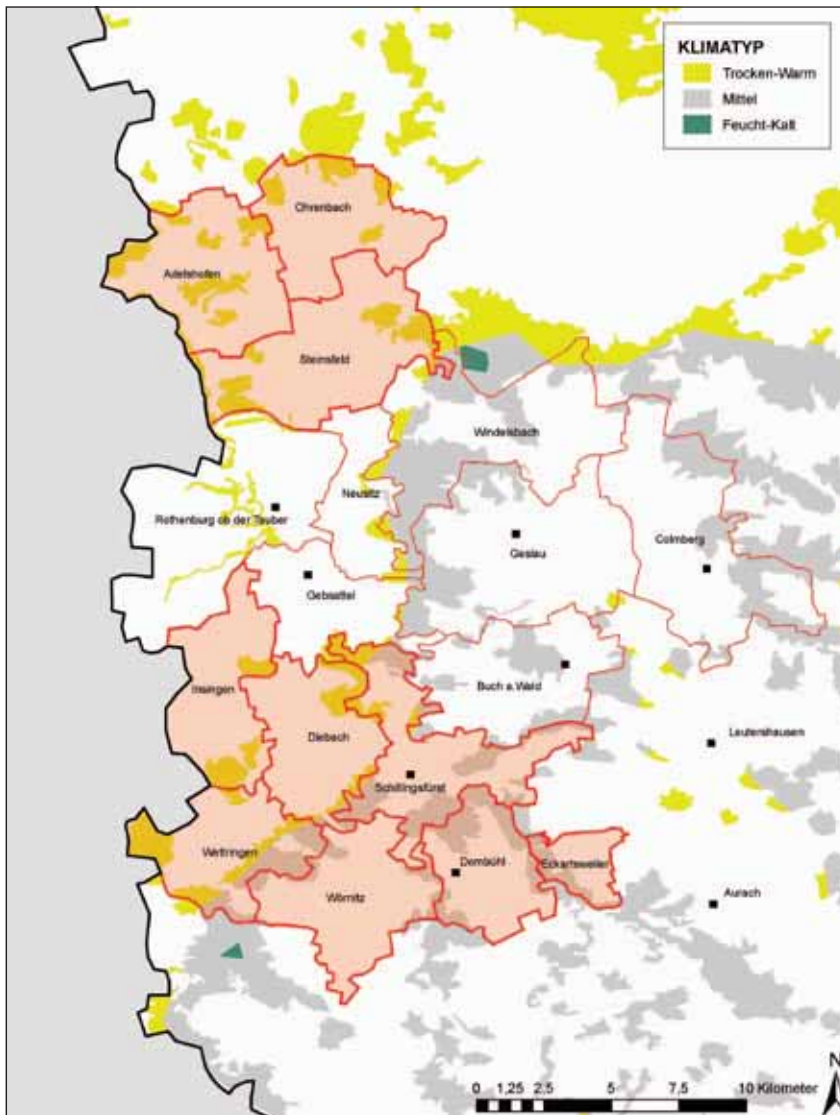 KLIMATYP
Trocken-Warm
Mittel
Feucht-Kalt
Ohrenbach
Adelshofen
Steinsfeld
Windelsbach
Neusitz
Rothenburg ob der Tauber
Geslau
Colmberg
Gebsattel
Insingen
Buch a.Wald
Diebach
Leutershausen
Schillingsfürst
Wettringen
Dombühl
Eckartsweiler
Wörnitz
Aurach
N
0 1,25 2,5 5 7,5 10 Kilometer